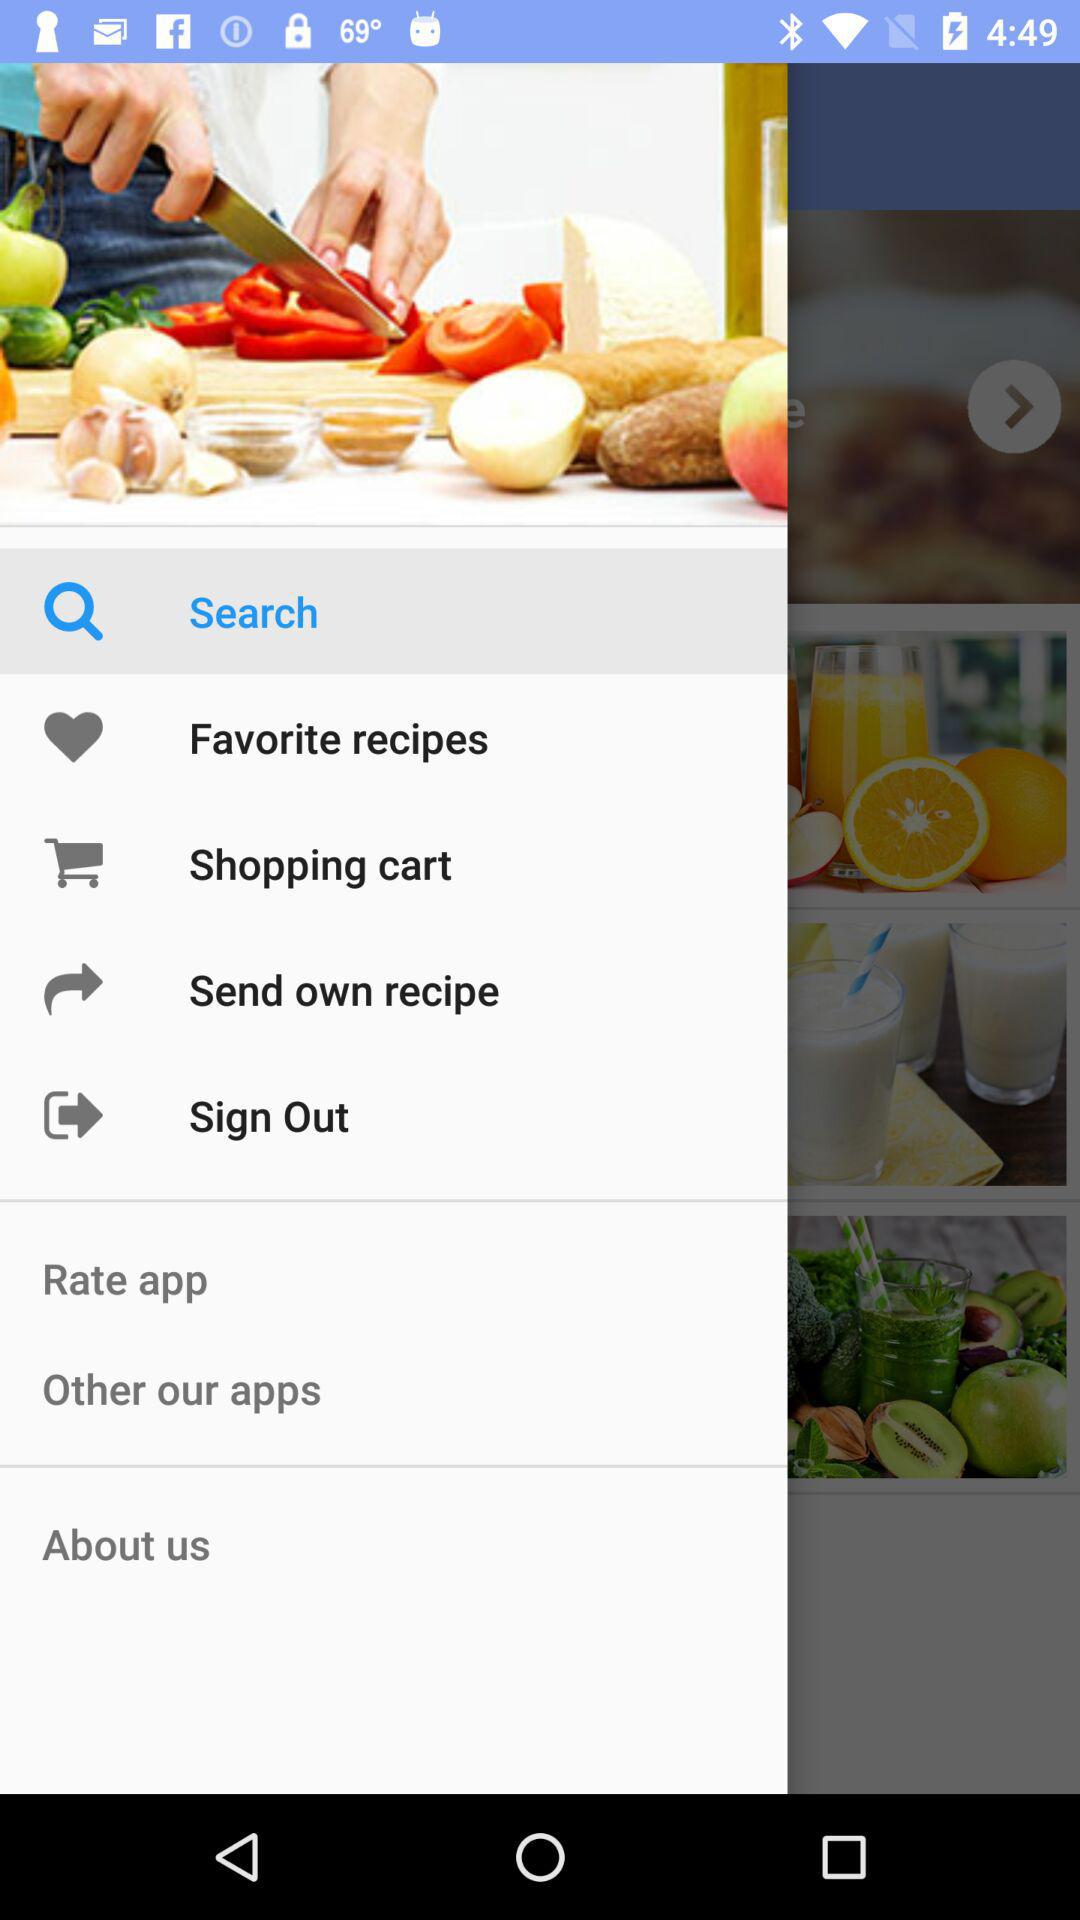 69° 4:49
e
Search
Favorite recipes
Shopping cart
Send own recipe
Sign Out
Rate app
Other our apps
About us